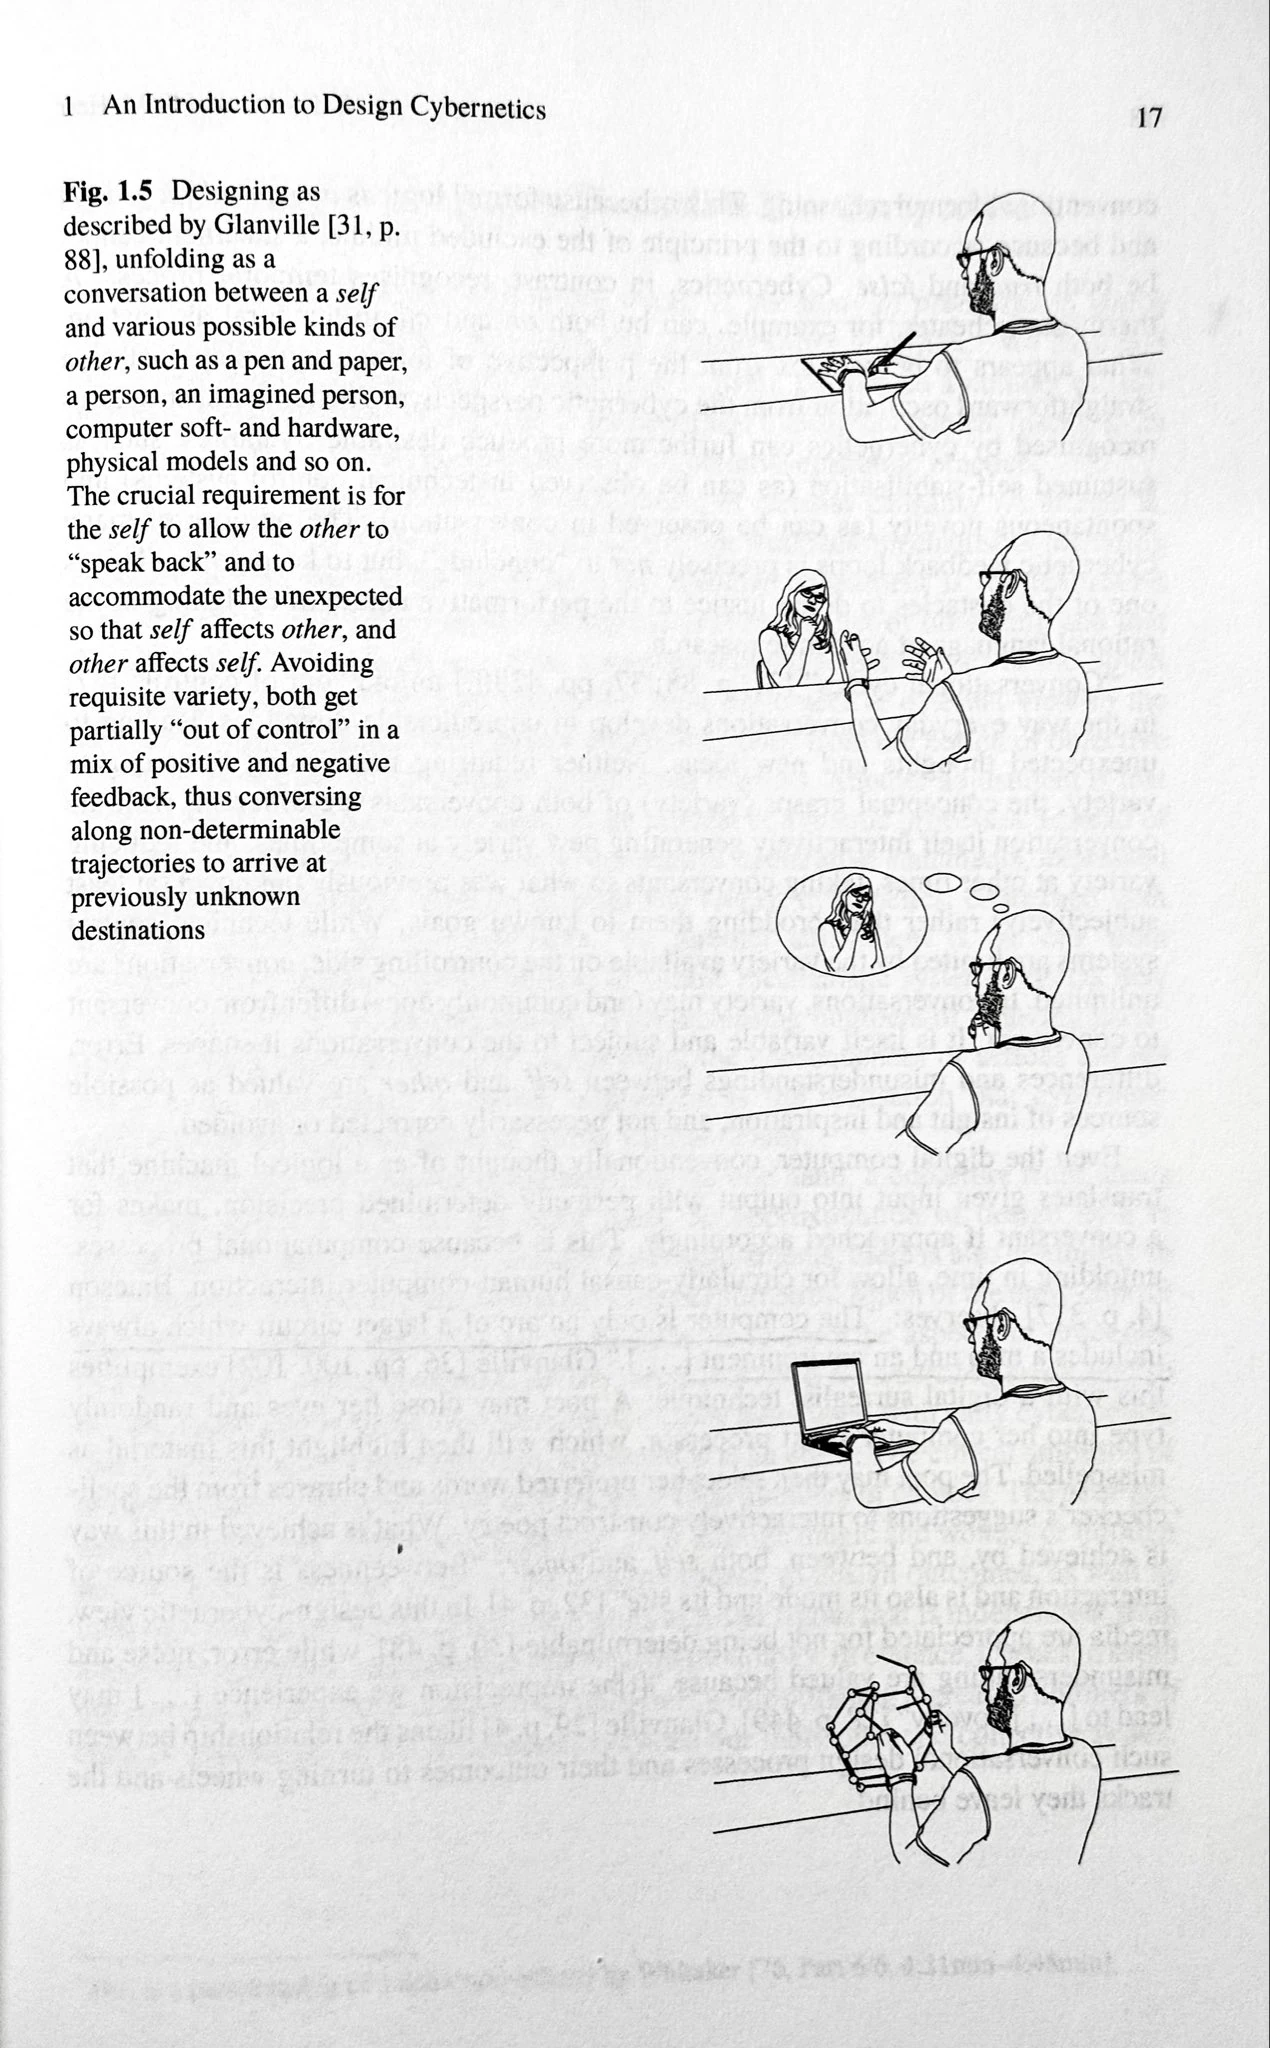 1 An Introduction to Design Cybernetics
17
Fig. 1.5 Designing as
described by Glanville [31, p.
88], unfolding as a
conversation between a self
and various possible kinds of
other, such as a pen and paper,
a person, an imagined person,
computer soft- and hardware,
physical models and so on.
The crucial requirement is for
the self to allow the other to
“speak back” and to
accommodate the unexpected
so that self affects other, and
other affects self. Avoiding
requisite variety, both get
partially “out of control” in a
mix of positive and negative
feedback, thus conversing
along non-determinable
trajectories to arrive at
previously unknown
destinations